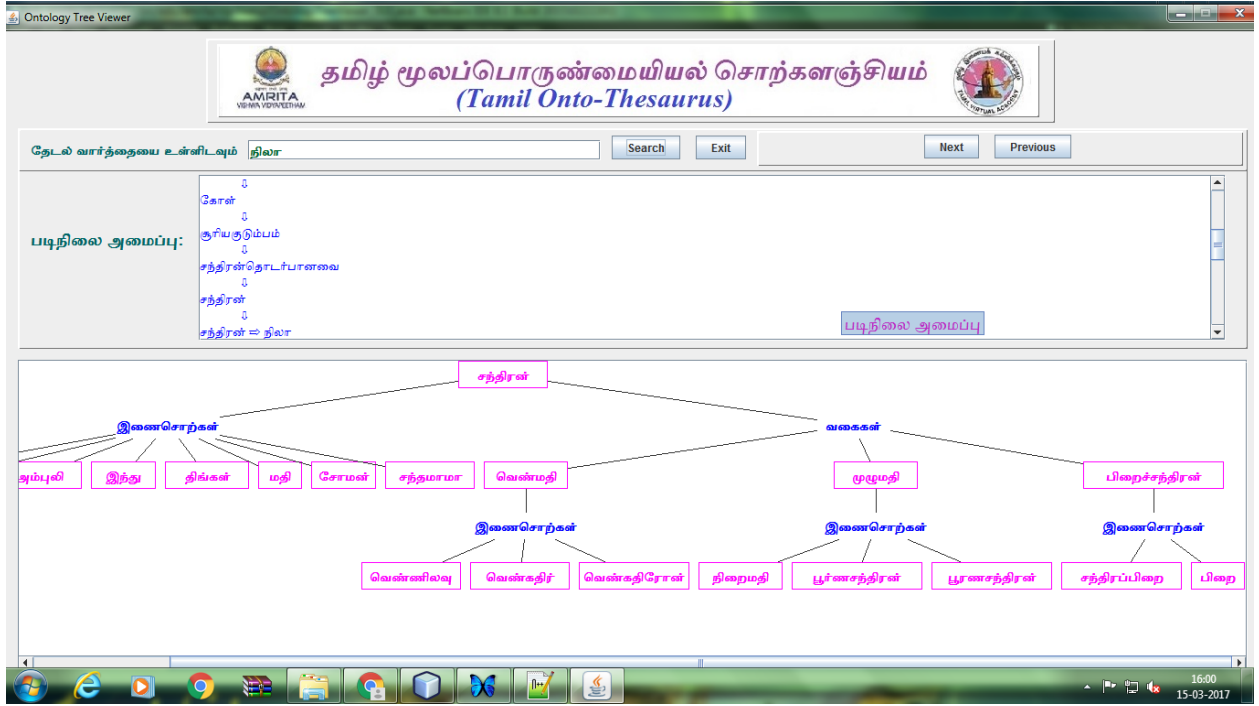 Ontology Tree Viewer
AMRITA
VISHWA VIDYAPEETHAM
தமிழ் மூலப்பொருண்மையியல் சொற்களஞ்சியம்
(Tamil Onto-Thesaurus)
தேடல் வார்த்தையை உள்ளிடவும் நிலா Search Exit Next Previous
⇩
கோள்
⇩
சூரியகுடும்பம்
⇩
படிநிலை அமைப்பு:
சந்திரன்தொடர்பானவை
⇩
சந்திரன்
⇩
சந்திரன் ⇨ நிலா
படிநிலை அமைப்பு
சந்திரன்
இணைசொற்கள் வகைகள்
அம்புலி இந்து திங்கள் மதி சோமன் சந்தமாமா வெண்மதி முழுமதி பிறைச்சந்திரன்
இணைசொற்கள் இணைசொற்கள் இணைசொற்கள்
வெண்ணிலவு வெண்கதிர் வெண்கதிரோன் நிறைமதி பூர்ணசந்திரன் பூரணசந்திரன் சந்திரப்பிறை பிறை
16:00
15-03-2017